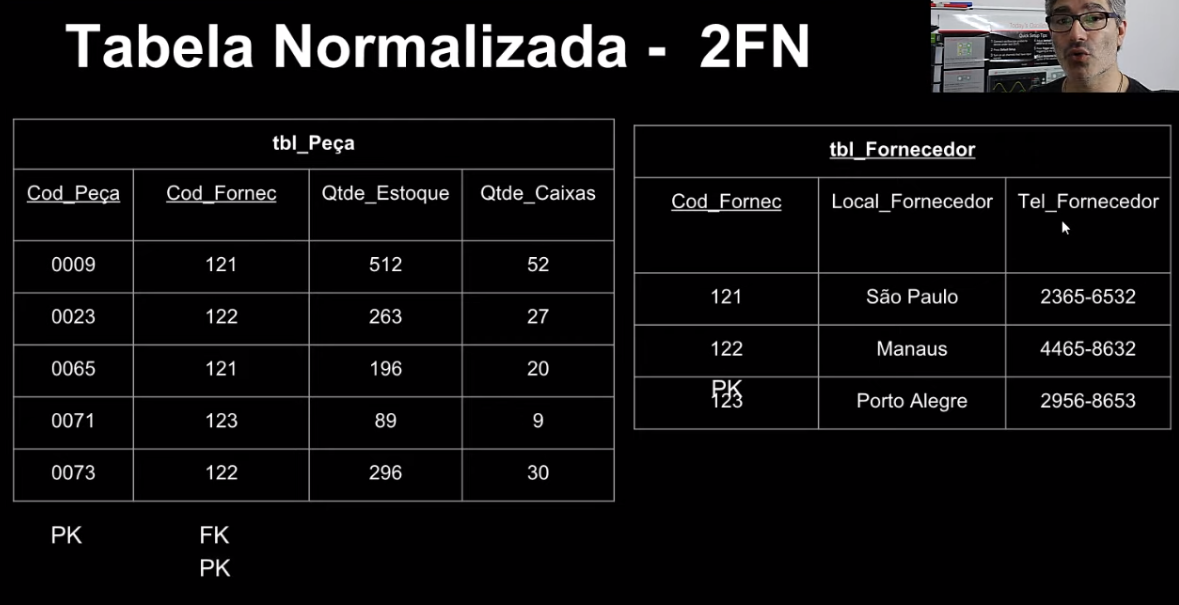 Tabela Normalizada - 2FN
tbl_Peça
Cod_Peça Cod_Fornec Qtde_Estoque Qtde_Caixas
0009 121 512 52
0023 122 263 27
0065 121 196 20
0071 123 89 9
0073 122 296 30
PK FK
PK
tbl_Fornecedor
Cod_Fornec Local_Fornecedor Tel_Fornecedor
121 São Paulo 2365-6532
122 Manaus 4465-8632
PK
123 Porto Alegre 2956-8653